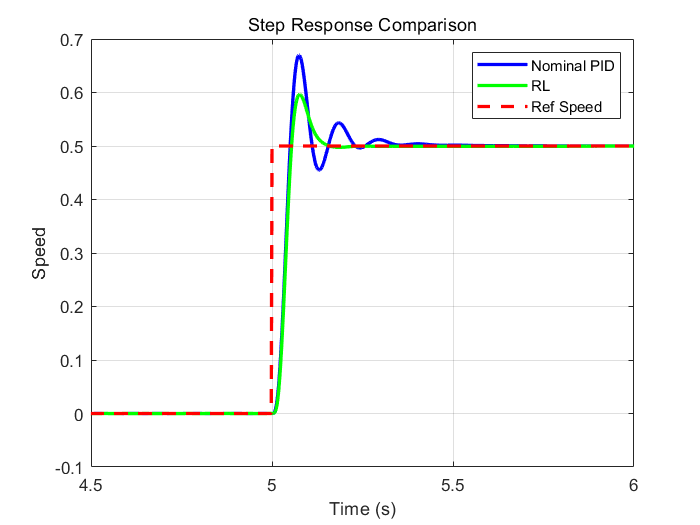 Step Response Comparison
0.7
0.6
0.5
0.4
0.3
0.2
0.1
0
-0.1
Speed
Nominal PID
RL
Ref Speed
4.5 5 5.5 6
Time (s)